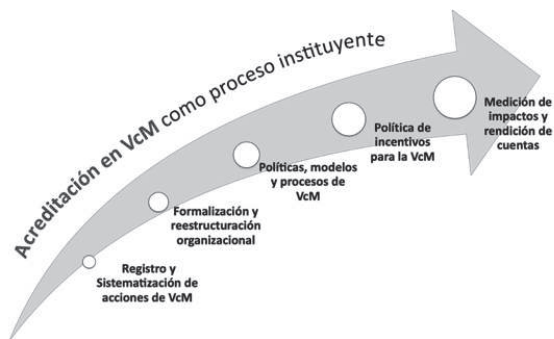 Acreditación en VcM como proceso instituyente
Registro y
Sistematización de
acciones de VcM
Formalización y
reestructuración
organizacional
Políticas, modelos
y procesos de
VcM
Política de
incentivos
para la VcM
Medición de
impactos y
rendición de
cuentas